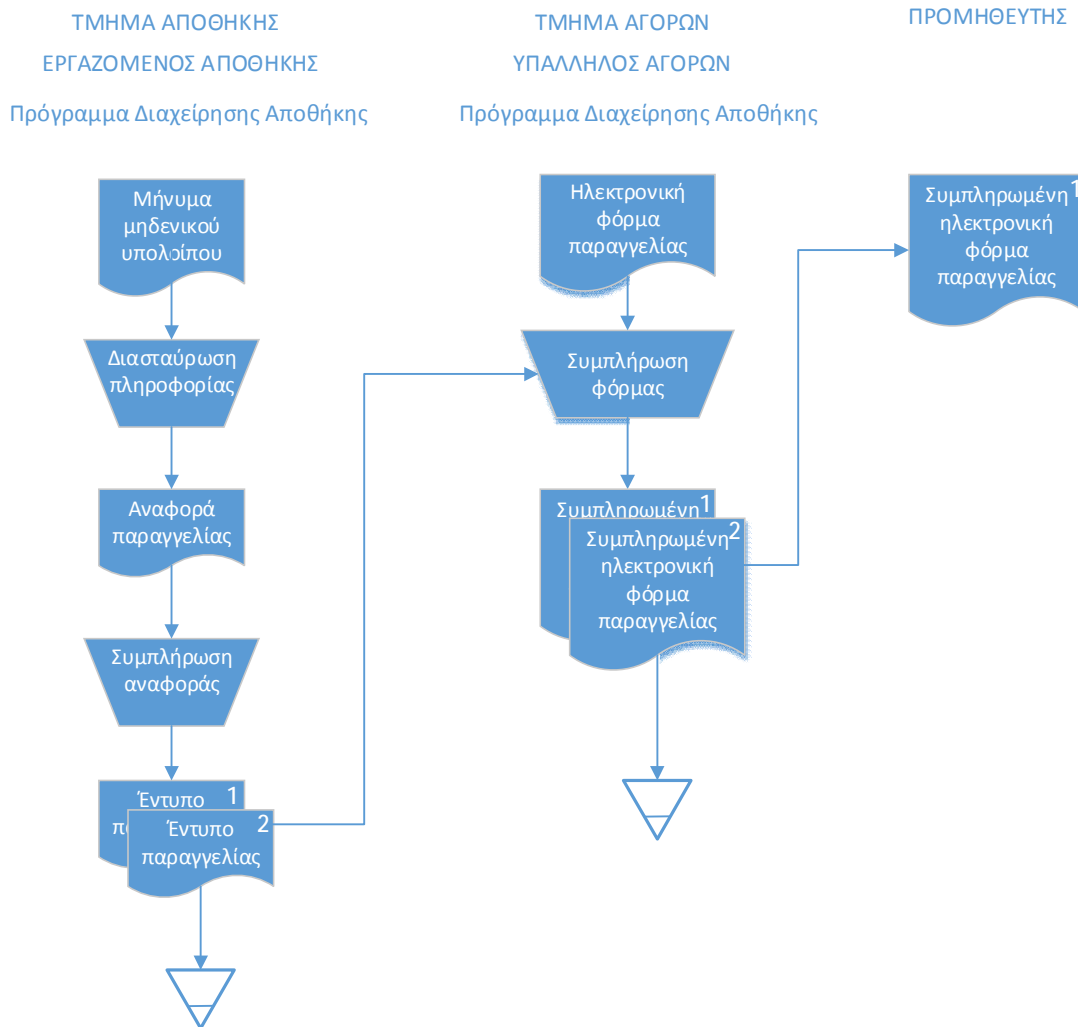 ΤΜΗΜΑ ΑΠΟΘΗΚΗΣ
ΕΡΓΑΖΟΜΕΝΟΣ ΑΠΟΘΗΚΗΣ
Πρόγραμμα Διαχείρησης Αποθήκης
ΤΜΗΜΑ ΑΓΟΡΩΝ
ΥΠΑΛΛΗΛΟΣ ΑΓΟΡΩΝ
Πρόγραμμα Διαχείρησης Αποθήκης
ΠΡΟΜΗΘΕΥΤΗΣ
Μήνυμα
μηδενικού
υπολοίπου
Διασταύρωση
πληροφορίας
Αναφορά
παραγγελίας
Συμπλήρωση
αναφοράς
Έντυπο 1
Έντυπο 2
παραγγελίας
Ηλεκτρονική
φόρμα
παραγγελίας
Συμπλήρωση
φόρμας
Συμπληρωμένη 1
Συμπληρωμένη 2
ηλεκτρονική
φόρμα
παραγγελίας
Συμπληρωμένη 1
ηλεκτρονική
φόρμα
παραγγελίας